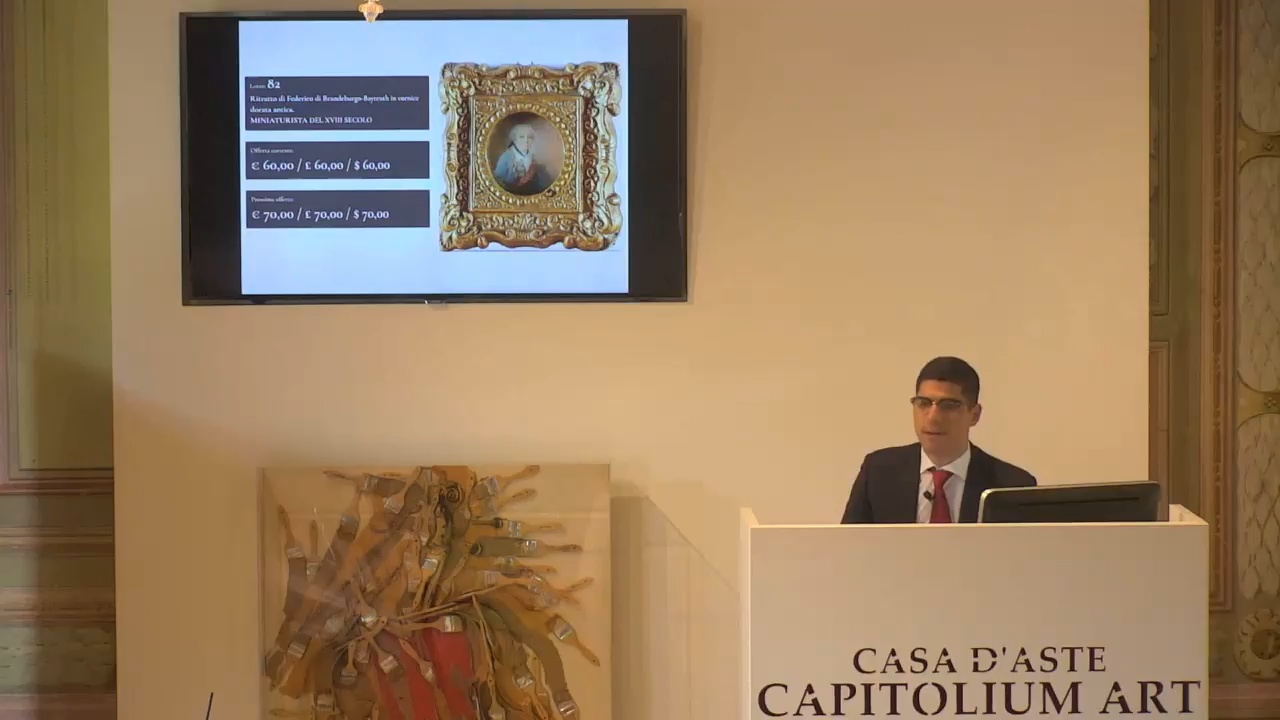 Lotto 82
Ritratto di Federico di Brandeburgo-Bayreuth in cornice
dorata antica.
MINIATURISTA DEL XVIII SECOLO
Offerta corrente:
€ 60,00 / £ 60,00 / $ 60,00
Prossima offerta:
€ 70,00 / £ 70,00 / $ 70,00
CASA D'ASTE
CAPITOLIUM ART